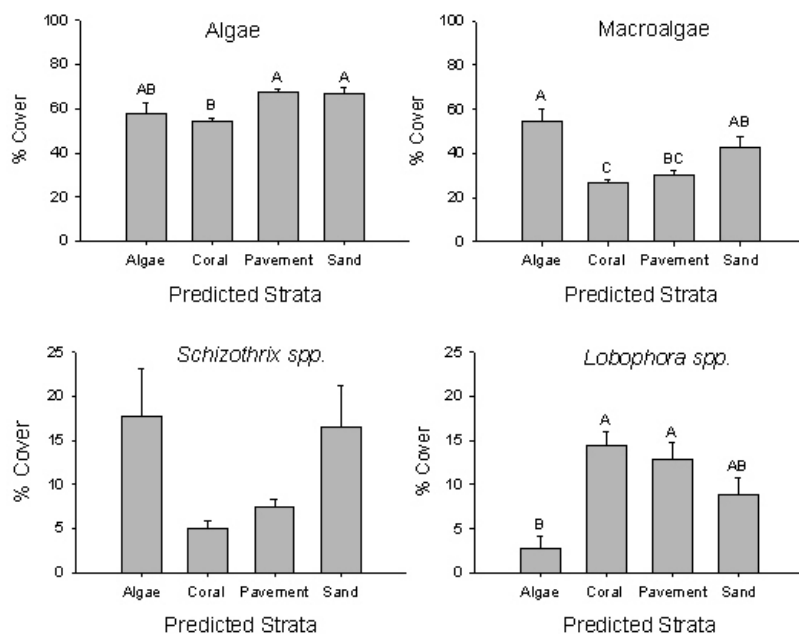 Algae
% Cover
100
80
60
40
20
0
AB
B
A
A
Algae Coral Pavement Sand
Predicted Strata
Macroalgae
% Cover
100
80
60
40
20
0
A
C
BC
AB
Algae Coral Pavement Sand
Predicted Strata
Schizothrix spp.
% Cover
25
20
15
10
5
0
Algae Coral Pavement Sand
Predicted Strata
Lobophora spp.
% Cover
25
20
15
10
5
0
B
A
A
AB
Algae Coral Pavement Sand
Predicted Strata